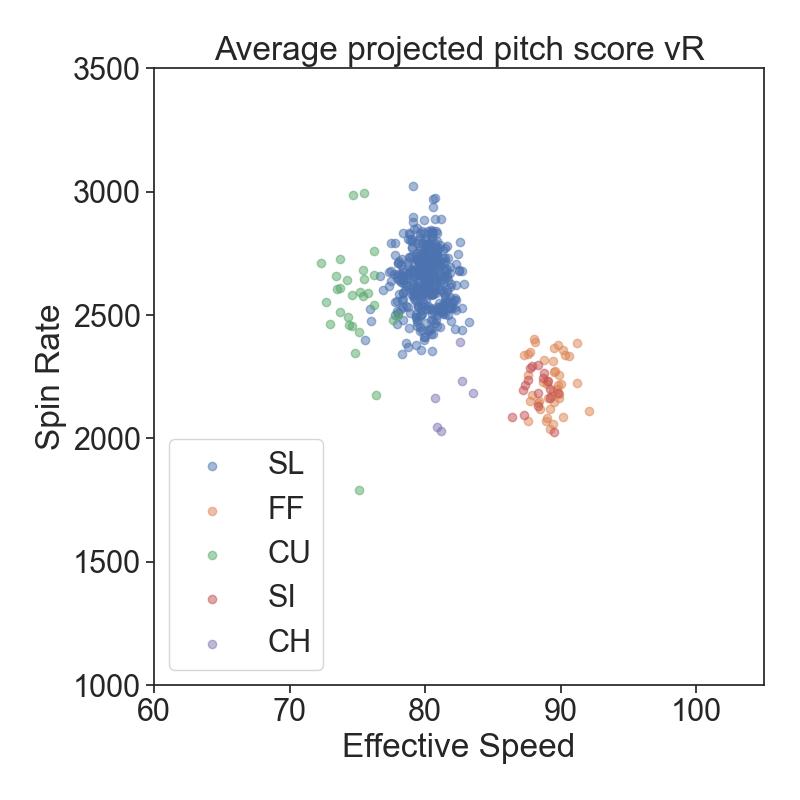 Average projected pitch score vR
3500
3000
2500
2000
1500
1000
Spin Rate
SL
FF
CU
SI
CH
60 70 80 90 100
Effective Speed